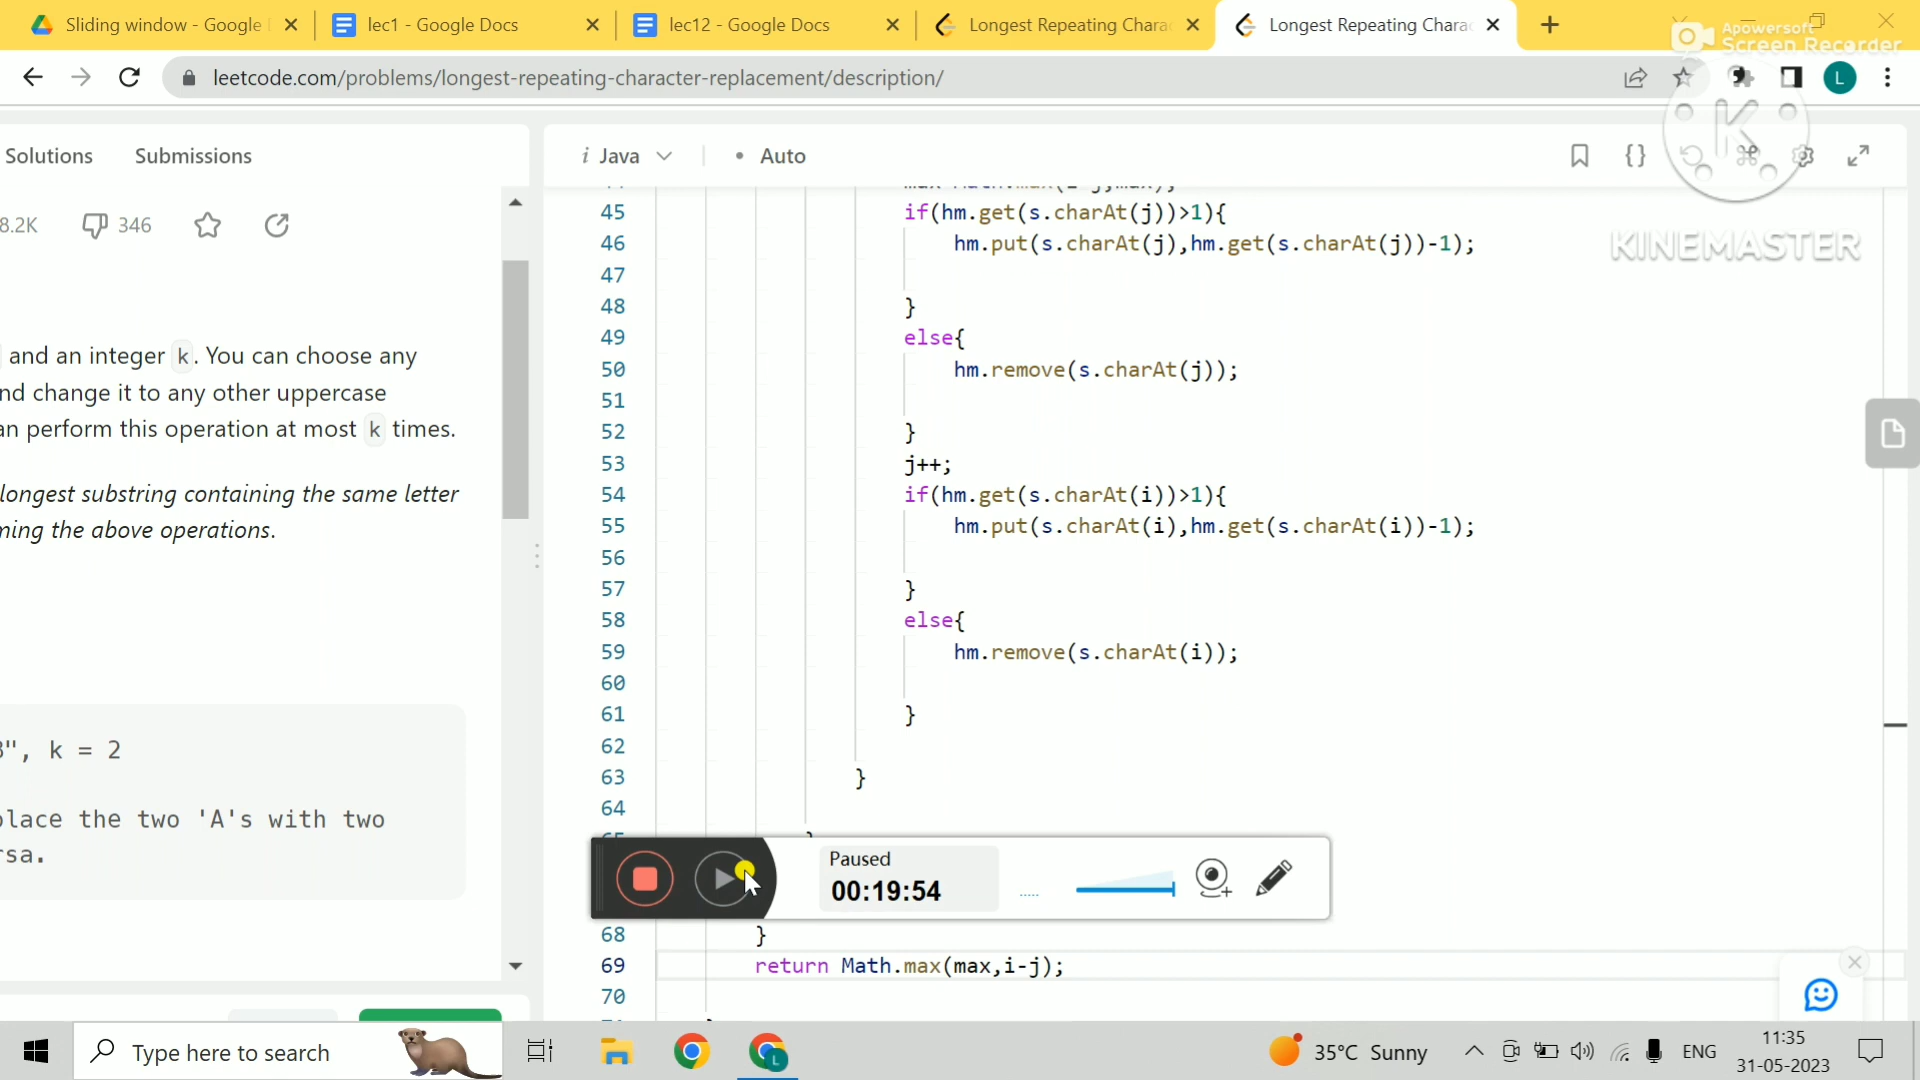 Sliding window - Google
lec1 - Google Docs
lec12 - Google Docs
Longest Repeating Charac
Longest Repeating Charac
Apowersoft
Screen Recorder
leetcode.com/problems/longest-repeating-character-replacement/description/
L
K
KINEMASTER
Solutions
Submissions
i Java
• Auto
{}
8.2K
346
and an integer k. You can choose any
nd change it to any other uppercase
an perform this operation at most k times.
longest substring containing the same letter
ming the above operations.
", k = 2
place the two 'A's with two
rsa.
45 if(hm.get(s.charAt(j))>1){
46 hm.put(s.charAt(j),hm.get(s.charAt(j))-1);
47
48 }
49 else{
50 hm.remove(s.charAt(j));
51
52 }
53 j++;
54 if(hm.get(s.charAt(i))>1){
55 hm.put(s.charAt(i),hm.get(s.charAt(i))-1);
56
57 }
58 else{
59 hm.remove(s.charAt(i));
60
61 }
62
63 }
64
Paused
00:19:54
68 }
69 return Math.max(max,i-j);
70
Type here to search
L
35°C Sunny
ENG
11:35
31-05-2023